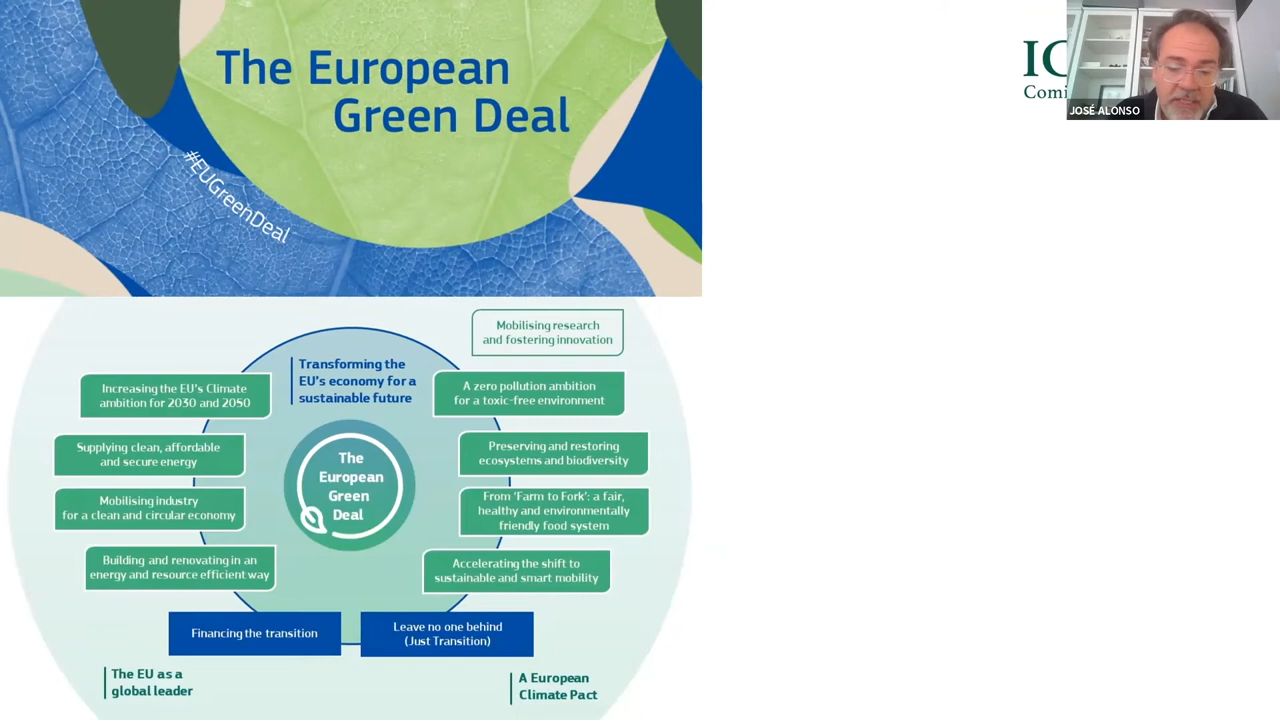 The European
Green Deal
#EUGreenDeal
JOSÉ ALONSO
Mobilising research
and fostering innovation
Transforming the
EU's economy for a
sustainable future
Increasing the EU's Climate
ambition for 2030 and 2050
A zero pollution ambition
for a toxic-free environment
Supplying clean, affordable
and secure energy
Preserving and restoring
ecosystems and biodiversity
The
European
Green
Deal
Mobilising industry
for a clean and circular economy
From 'Farm to Fork': a fair,
healthy and environmentally
friendly food system
Building and renovating in an
energy and resource efficient way
Accelerating the shift to
sustainable and smart mobility
Financing the transition
Leave no one behind
(Just Transition)
The EU as a
global leader
A European
Climate Pact